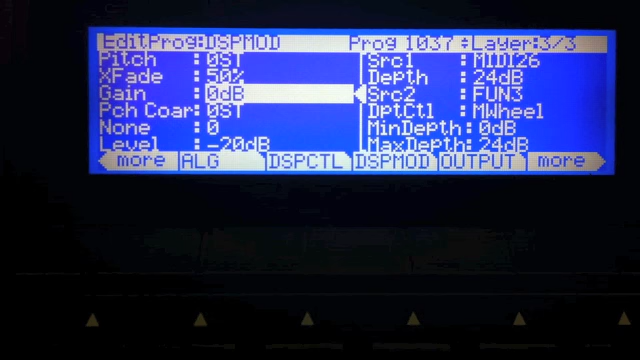 EditProg:DSPMOD Prog 1037 ÷Layer:3/3
Pitch :0ST Src1 :MIDI26
XFade :50% Depth :24dB
Gain :0dB Src2 :FUN3
Pch Coar:0ST DptCtl :MWheel
None :0 MinDepth:0dB
Level :-20dB MaxDepth:24dB
more ALG DSPCTL DSPMOD OUTPUT more